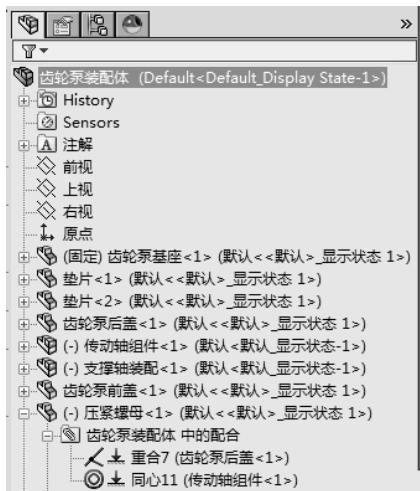 »
齿轮泵装配体 (Default<Default_Display State-1>)
History
Sensors
A 注解
前视
上视
右视
原点
(固定) 齿轮泵基座<1> (默认<<默认>_显示状态 1>)
垫片<1> (默认<<默认>_显示状态 1>)
垫片<2> (默认<<默认>_显示状态 1>)
齿轮泵后盖<1> (默认<<默认>_显示状态 1>)
(-) 传动轴组件<1> (默认<默认_显示状态-1>)
(-) 支撑轴装配<1> (默认<默认_显示状态-1>)
齿轮泵前盖<1> (默认<<默认>_显示状态 1>)
(-) 压紧螺母<1> (默认<<默认>_显示状态 1>)
齿轮泵装配体 中的配合
重合7 (齿轮泵后盖<1>)
同心11 (传动轴组件<1>)